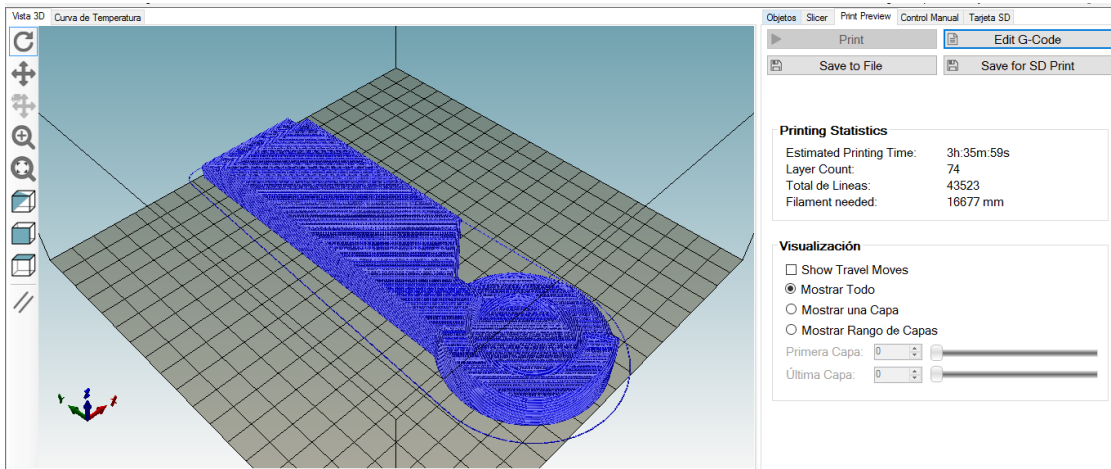 Vista 3D Curva de Temperatura
Objetos Slicer Print Preview Control Manual Tarjeta SD
Print Edit G-Code
Save to File Save for SD Print
Printing Statistics
Estimated Printing Time: 3h:35m:59s
Layer Count: 74
Total de Lineas: 43523
Filament needed: 16677 mm
Visualización
Show Travel Moves
Mostrar Todo
Mostrar una Capa
Mostrar Rango de Capas
Primera Capa: 0
Última Capa: 0